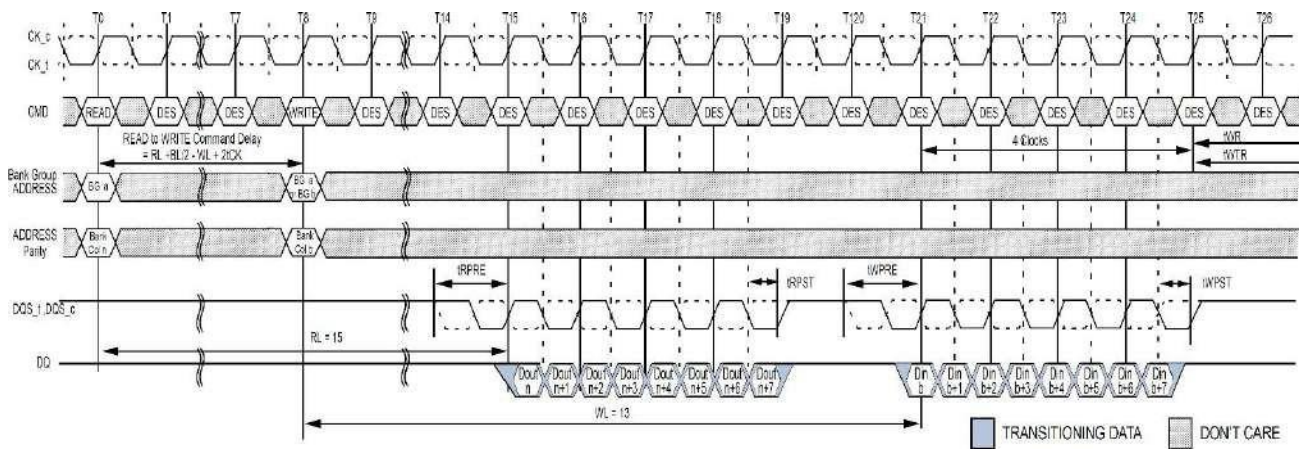 T0 T1 T7 T8 T9 T14 T15 T16 T17 T18 T19 T120 T21 T22 T23 T24 T25 T26
CK_c
CK_t
CMD READ DES DES WRITE DES DES DES DES DES DES DES DES DES DES DES DES DES DES
READ to WRITE Command Delay
= RL +BL/2 - WL + 2tCK
4 Clocks
tWR
tWTR
Bank Group
ADDRESS
BG a
BG a
or BG b
ADDRESS
Parity
Bank
Col n
Bank
Col b
tRPRE tRPST tWPRE tWPST
DQS_t,DQS_c
RL = 15
DQ
Dout Dout Dout Dout Dout Dout Dout Dout Din Din Din Din Din Din Din Din
n n+1 n+2 n+3 n+4 n+5 n+6 n+7 b b+1 b+2 b+3 b+4 b+5 b+6 b+7
WL = 13
TRANSITIONING DATA DON'T CARE